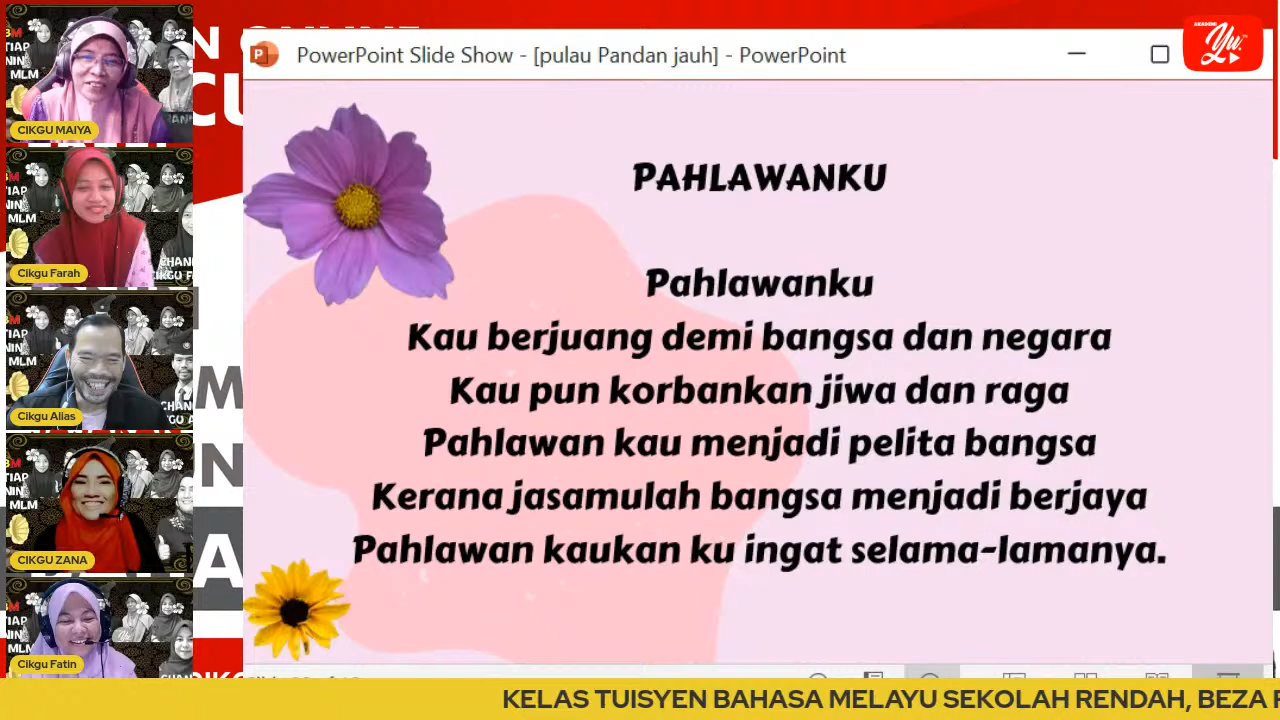 PowerPoint Slide Show - [pulau Pandan jauh] - PowerPoint
AKADEMI
YW
PAHLAWANKU
Pahlawanku
Kau berjuang demi bangsa dan negara
Kau pun korbankan jiwa dan raga
Pahlawan kau menjadi pelita bangsa
Kerana jasamulah bangsa menjadi berjaya
Pahlawan kaukan ku ingat selama-lamanya.
CIKGU MAIYA
Cikgu Farah
Cikgu Alias
CIKGU ZANA
Cikgu Fatin
KELAS TUISYEN BAHASA MELAYU SEKOLAH RENDAH, BEZA